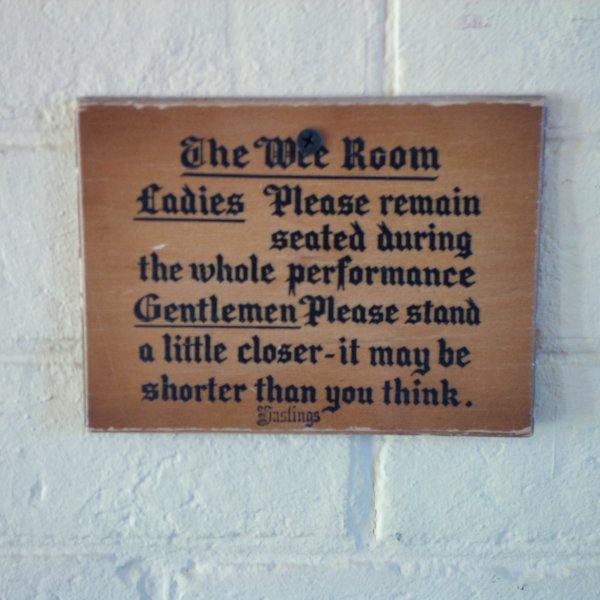 The Wee Room
Ladies Please remain
seated during
the whole performance
Gentlemen Please stand
a little closer-it may be
shorter than you think.
Hastings